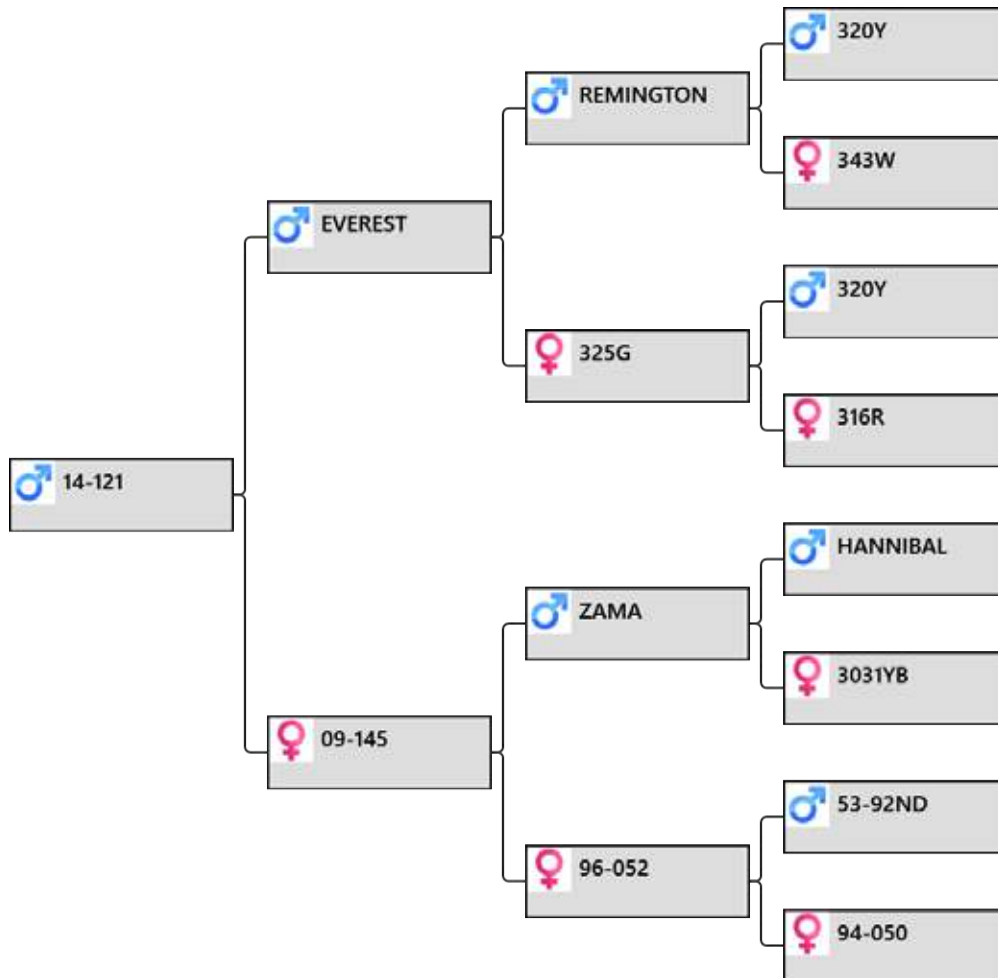 320Y
REMINGTON
343W
EVEREST
320Y
325G
316R
14-121
HANNIBAL
ZAMA
3031YB
09-145
53-92ND
96-052
94-050